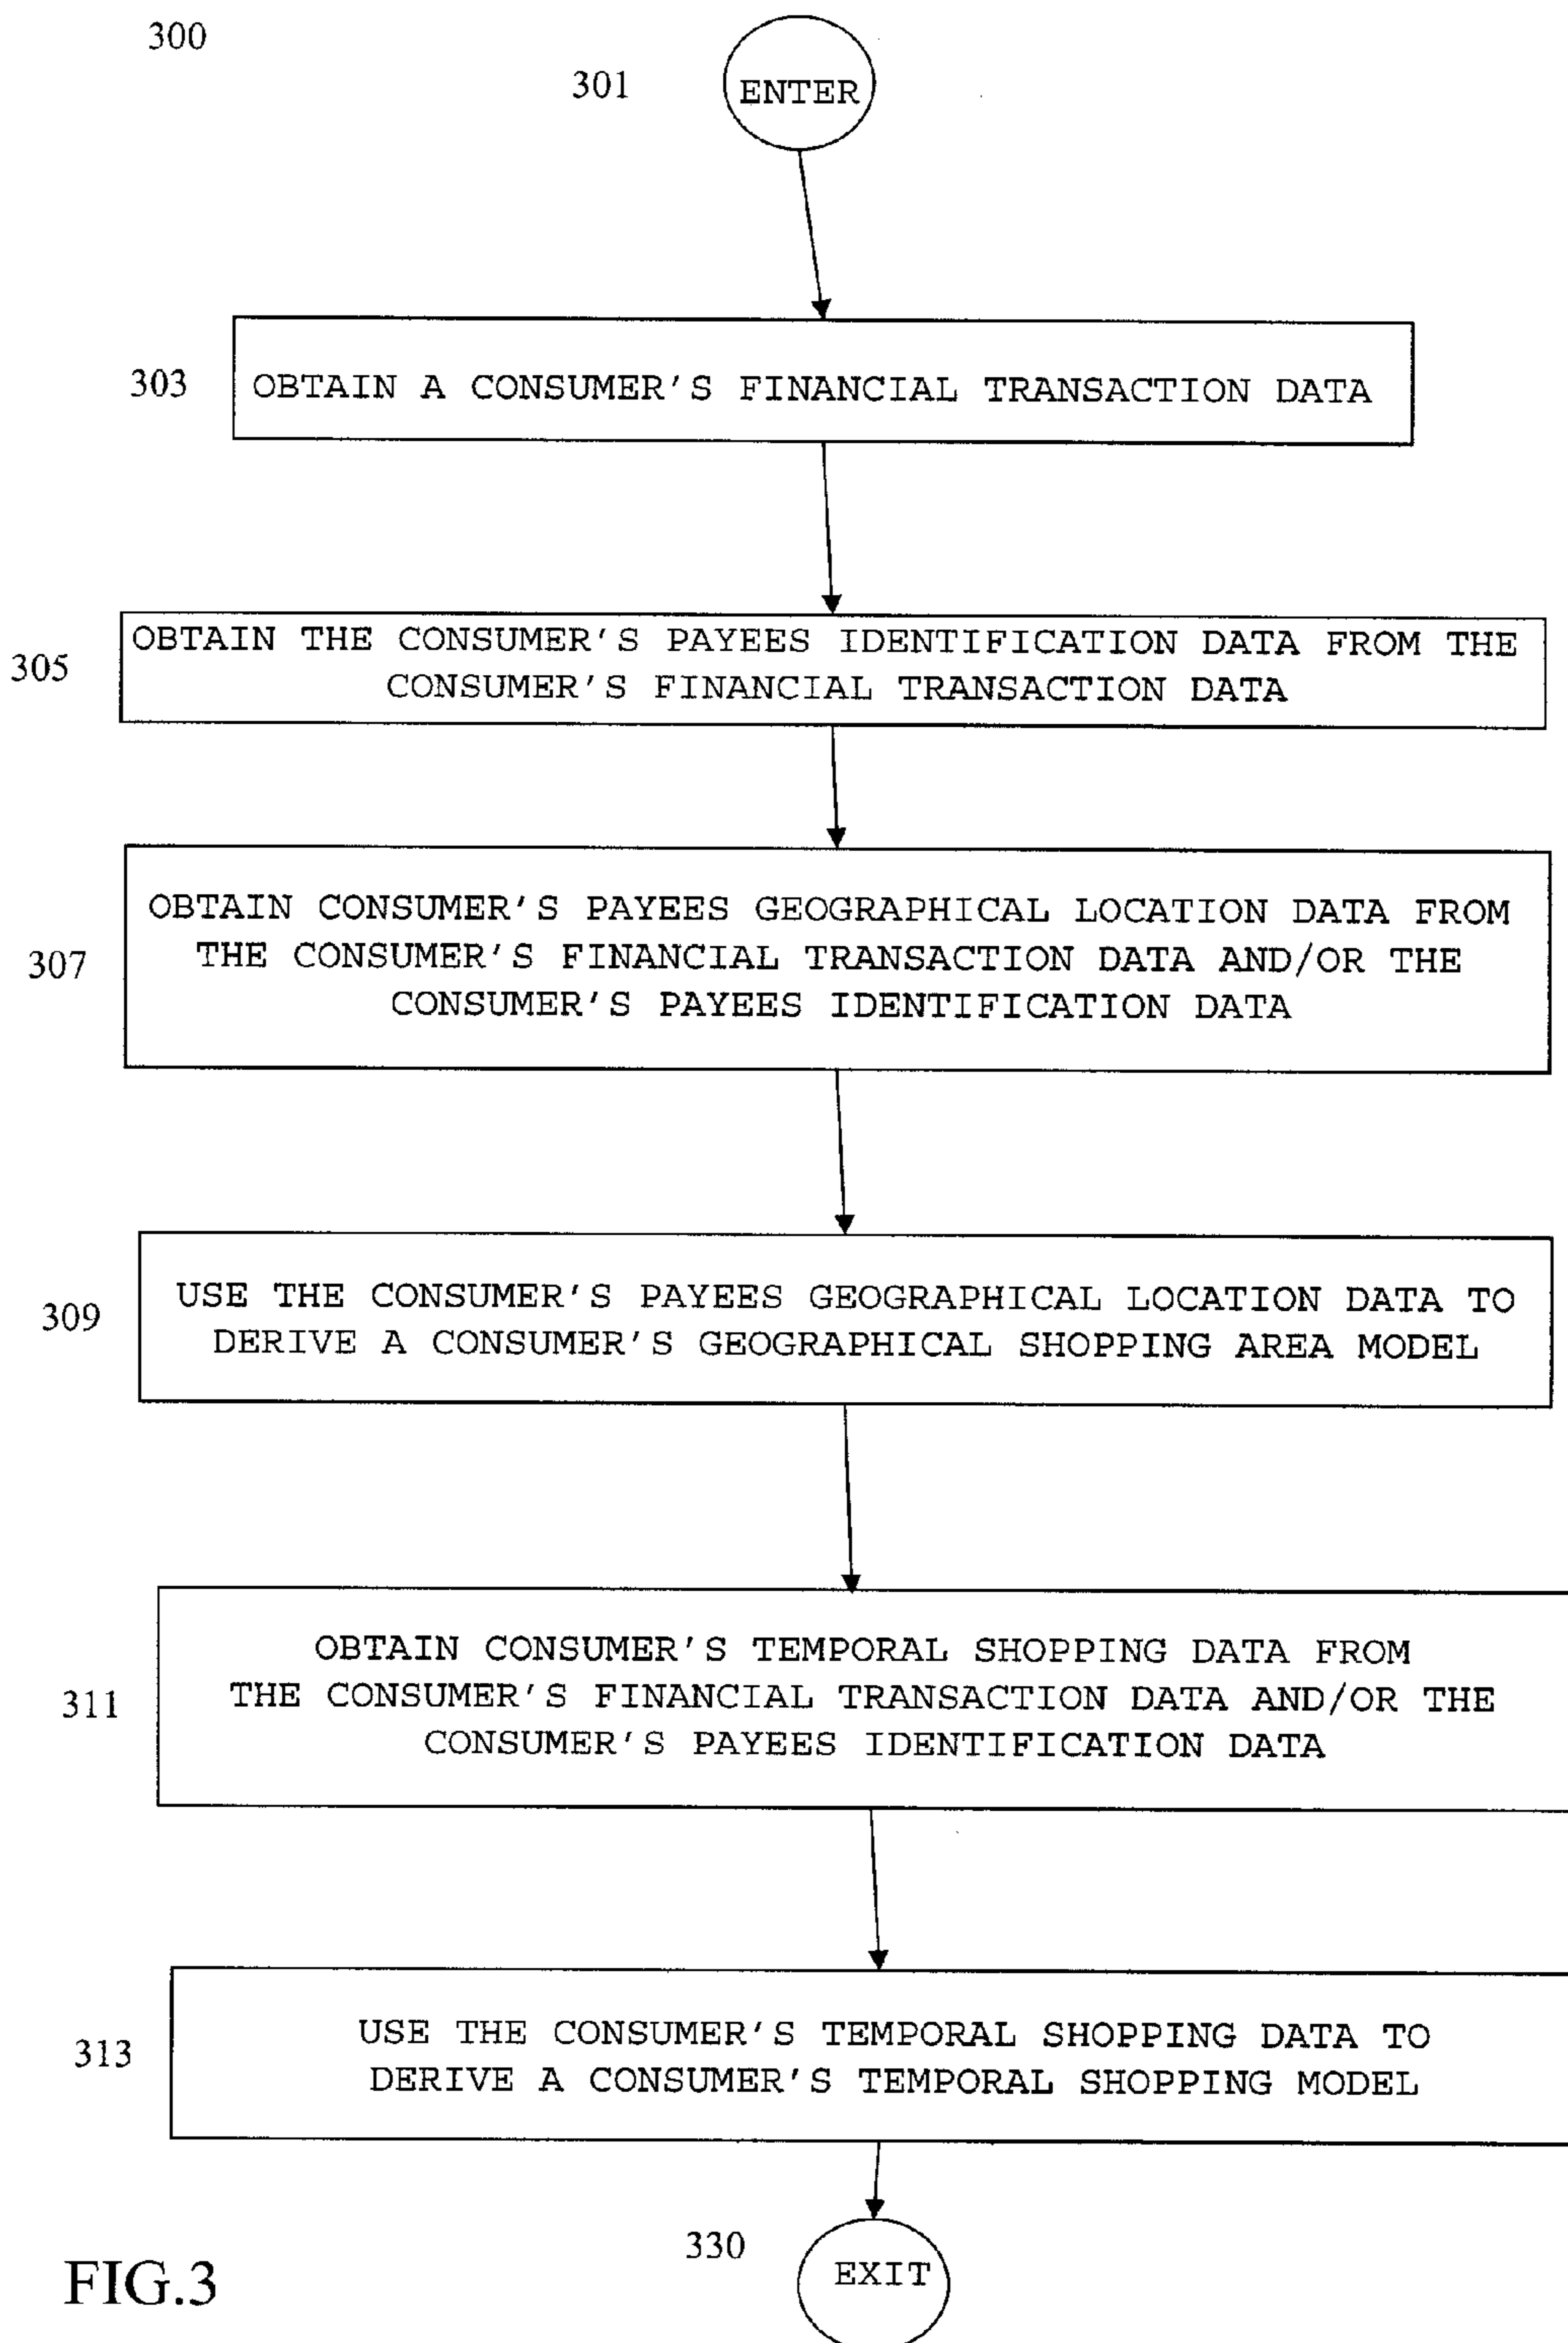 300
301
ENTER
303
OBTAIN A CONSUMER'S FINANCIAL TRANSACTION DATA
305
OBTAIN THE CONSUMER'S PAYEES IDENTIFICATION DATA FROM THE
CONSUMER'S FINANCIAL TRANSACTION DATA
307
OBTAIN CONSUMER'S PAYEES GEOGRAPHICAL LOCATION DATA FROM
THE CONSUMER'S FINANCIAL TRANSACTION DATA AND/OR THE
CONSUMER'S PAYEES IDENTIFICATION DATA
309
USE THE CONSUMER'S PAYEES GEOGRAPHICAL LOCATION DATA TO
DERIVE A CONSUMER'S GEOGRAPHICAL SHOPPING AREA MODEL
311
OBTAIN CONSUMER'S TEMPORAL SHOPPING DATA FROM
THE CONSUMER'S FINANCIAL TRANSACTION DATA AND/OR THE
CONSUMER'S PAYEES IDENTIFICATION DATA
313
USE THE CONSUMER'S TEMPORAL SHOPPING DATA TO
DERIVE A CONSUMER'S TEMPORAL SHOPPING MODEL
330
EXIT
FIG.3